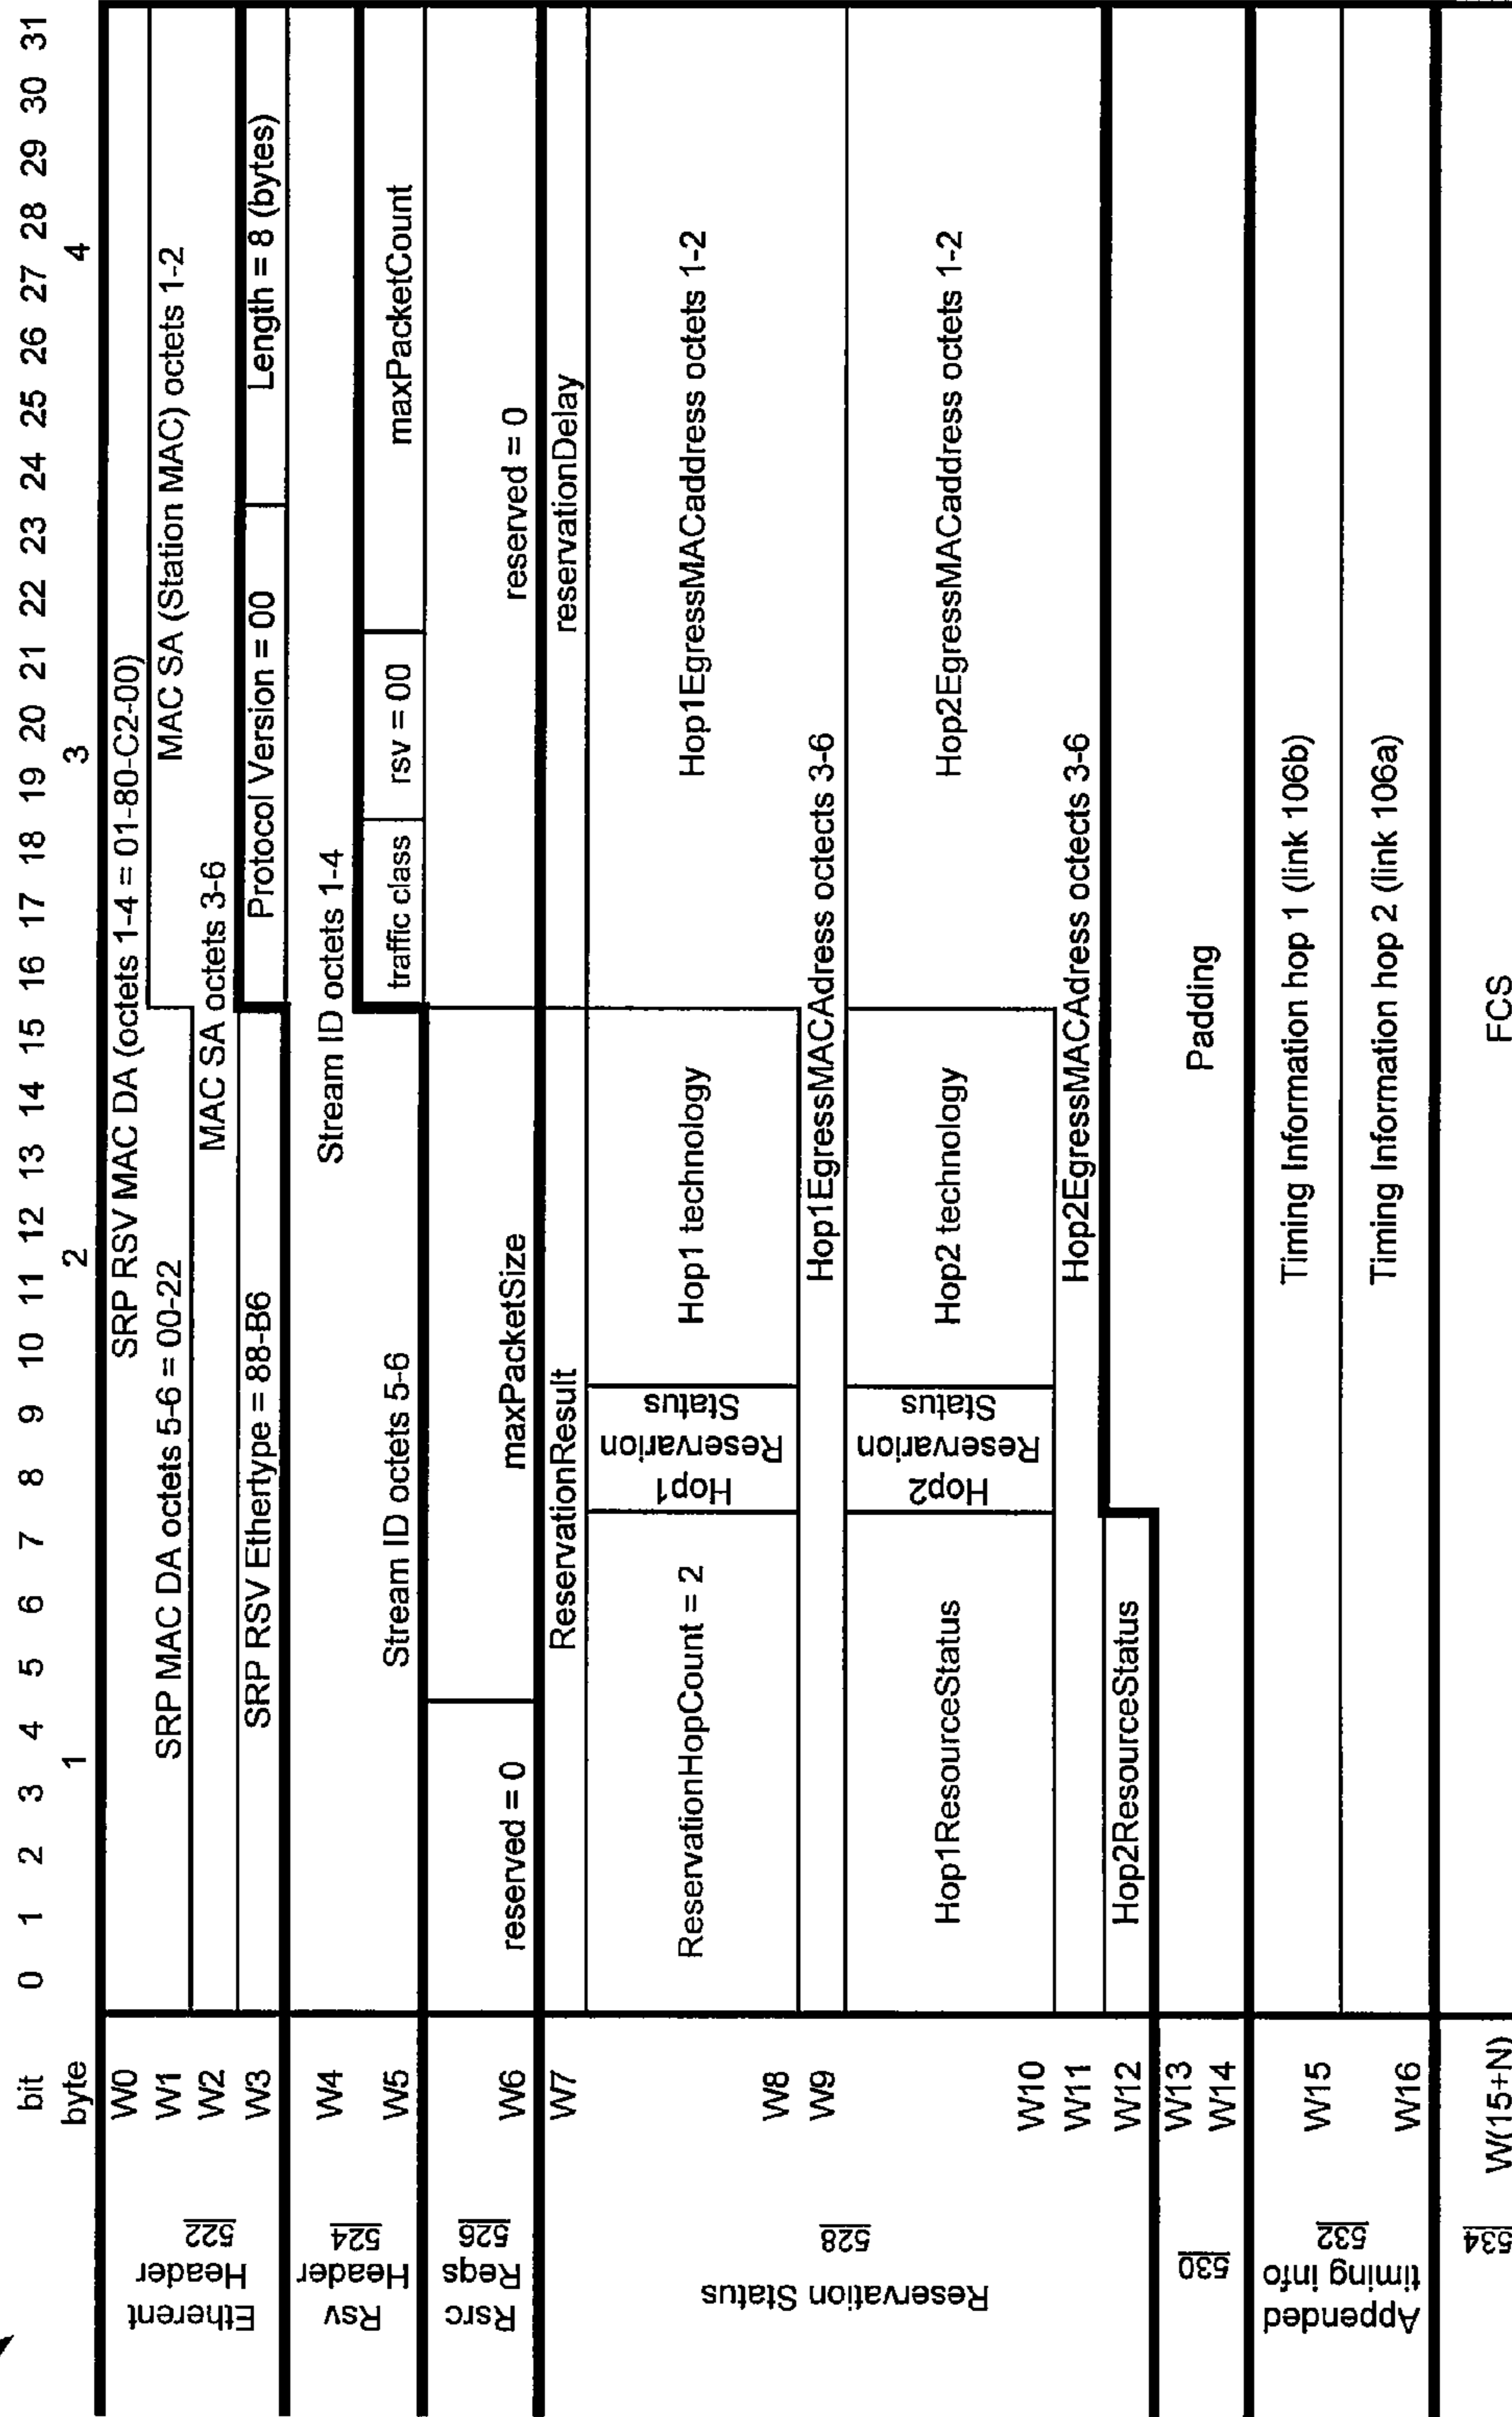 bit 0 1 2 3 4 5 6 7 8 9 10 11 12 13 14 15 16 17 18 19 20 21 22 23 24 25 26 27 28 29 30 31
byte 1 2 3 4
Etherent
Header
522
W0 SRP RSV MAC DA (octets 1-4 = 01-80-C2-00)
W1 SRP MAC DA octets 5-6 = 00-22 MAC SA (Station MAC) octets 1-2
W2 MAC SA octets 3-6
W3 SRP RSV Ethertype = 88-B6 Protocol Version = 00 Length = 8 (bytes)
Rsv
Header
524
W4 Stream ID octets 1-4
W5 Stream ID octets 5-6 traffic class rsv = 00 maxPacketCount
Rsrc
Reqs
526
W6 reserved = 0 maxPacketSize reserved = 0
Reservation Status
528
W7 ReservationResult reservationDelay
W8 ReservationHopCount = 2
Hop1
Reservarion
Status
Hop1 technology Hop1EgressMACaddress octets 1-2
W9 Hop1EgressMACAdress octects 3-6
W10 Hop1ResourceStatus
Hop2
Reservarion
Status
Hop2 technology Hop2EgressMACaddress octets 1-2
W11 Hop2EgressMACAdress octects 3-6
W12 Hop2ResourceStatus
530
W13
W14
Padding
Appended
timing info
532
W15 Timing Information hop 1 (link 106b)
W16 Timing Information hop 2 (link 106a)
534
W(15+N) FCS